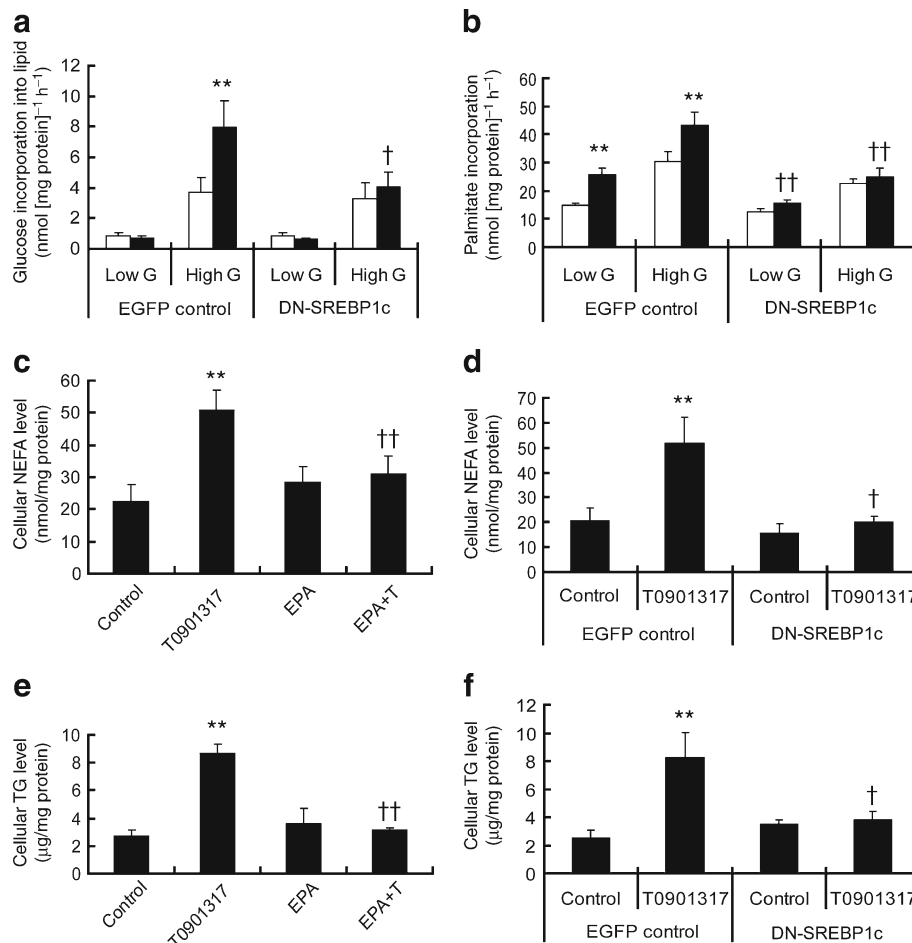 a
Glucose incorporation into lipid
(nmol [mg protein]⁻¹ h⁻¹)
12
10
8
6
4
2
0
**
†
Low G High G Low G High G
EGFP control DN-SREBP1c
b
Palmitate incorporation
(nmol [mg protein]⁻¹ h⁻¹)
60
50
40
30
20
10
0
**
**
††
††
Low G High G Low G High G
EGFP control DN-SREBP1c
c
Cellular NEFA level
(nmol/mg protein)
60
50
40
30
20
10
0
**
††
Control T0901317 EPA EPA+T
d
Cellular NEFA level
(nmol/mg protein)
70
60
50
40
30
20
10
0
**
†
Control T0901317 Control T0901317
EGFP control DN-SREBP1c
e
Cellular TG level
(µg/mg protein)
10
8
6
4
2
0
**
††
Control T0901317 EPA EPA+T
f
Cellular TG level
(µg/mg protein)
12
10
8
6
4
2
0
**
†
Control T0901317 Control T0901317
EGFP control DN-SREBP1c